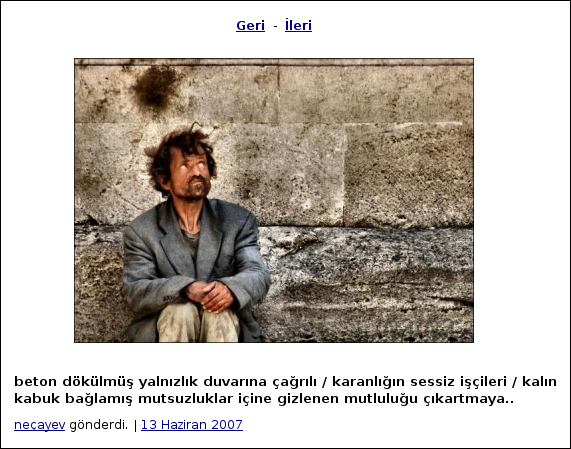 Geri - İleri
beton dökülmüş yalnızlık duvarına çağrılı / karanlığın sessiz işçileri / kalın
kabuk bağlamış mutsuzluklar içine gizlenen mutluluğu çıkartmaya..
neçayev gönderdi. | 13 Haziran 2007